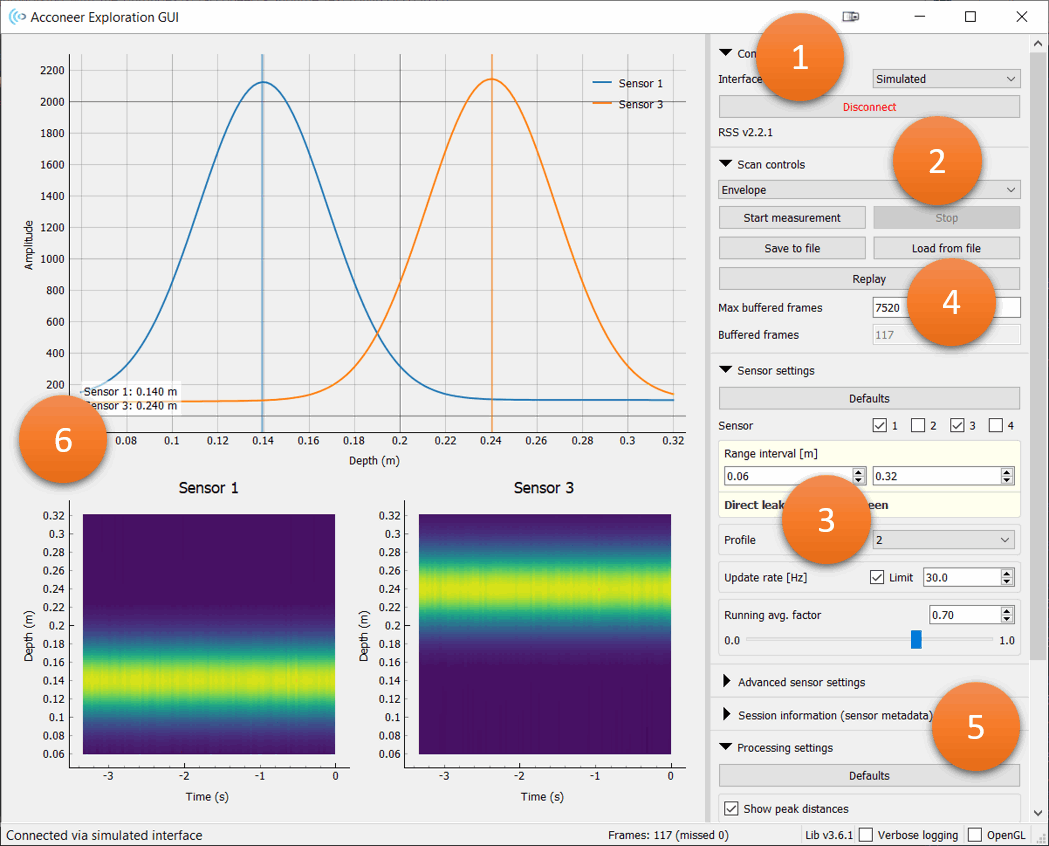 Acconeer Exploration GUI
2200
2000
1800
1600
1400
1200
1000
800
600
400
200
Amplitude
Sensor 1
Sensor 3
Sensor 1: 0.140 m
Sensor 3: 0.240 m
0.08 0.1 0.12 0.14 0.16 0.18 0.2 0.22 0.24 0.26 0.28 0.3 0.32
Depth (m)
6
Sensor 1
0.32
0.3
0.28
0.26
0.24
0.22
0.2
0.18
0.16
0.14
0.12
0.1
0.08
0.06
Depth (m)
-3 -2 -1 0
Time (s)
Sensor 3
0.32
0.3
0.28
0.26
0.24
0.22
0.2
0.18
0.16
0.14
0.12
0.1
0.08
0.06
Depth (m)
-3 -2 -1 0
Time (s)
1
Interface Simulated
Disconnect
RSS v2.2.1
2
Scan controls
Envelope
Start measurement Stop
Save to file Load from file
Replay
4
Max buffered frames 7520
Buffered frames 117
Sensor settings
Defaults
Sensor 1 2 3 4
Range interval [m]
0.06 0.32
Direct
3
Profile 2
Update rate [Hz] Limit 30.0
Running avg. factor 0.70
0.0 1.0
Advanced sensor settings
Session information (sensor metadata)
5
Processing settings
Defaults
Show peak distances
Connected via simulated interface Frames: 117 (missed 0) Lib v3.6.1 Verbose logging OpenGL